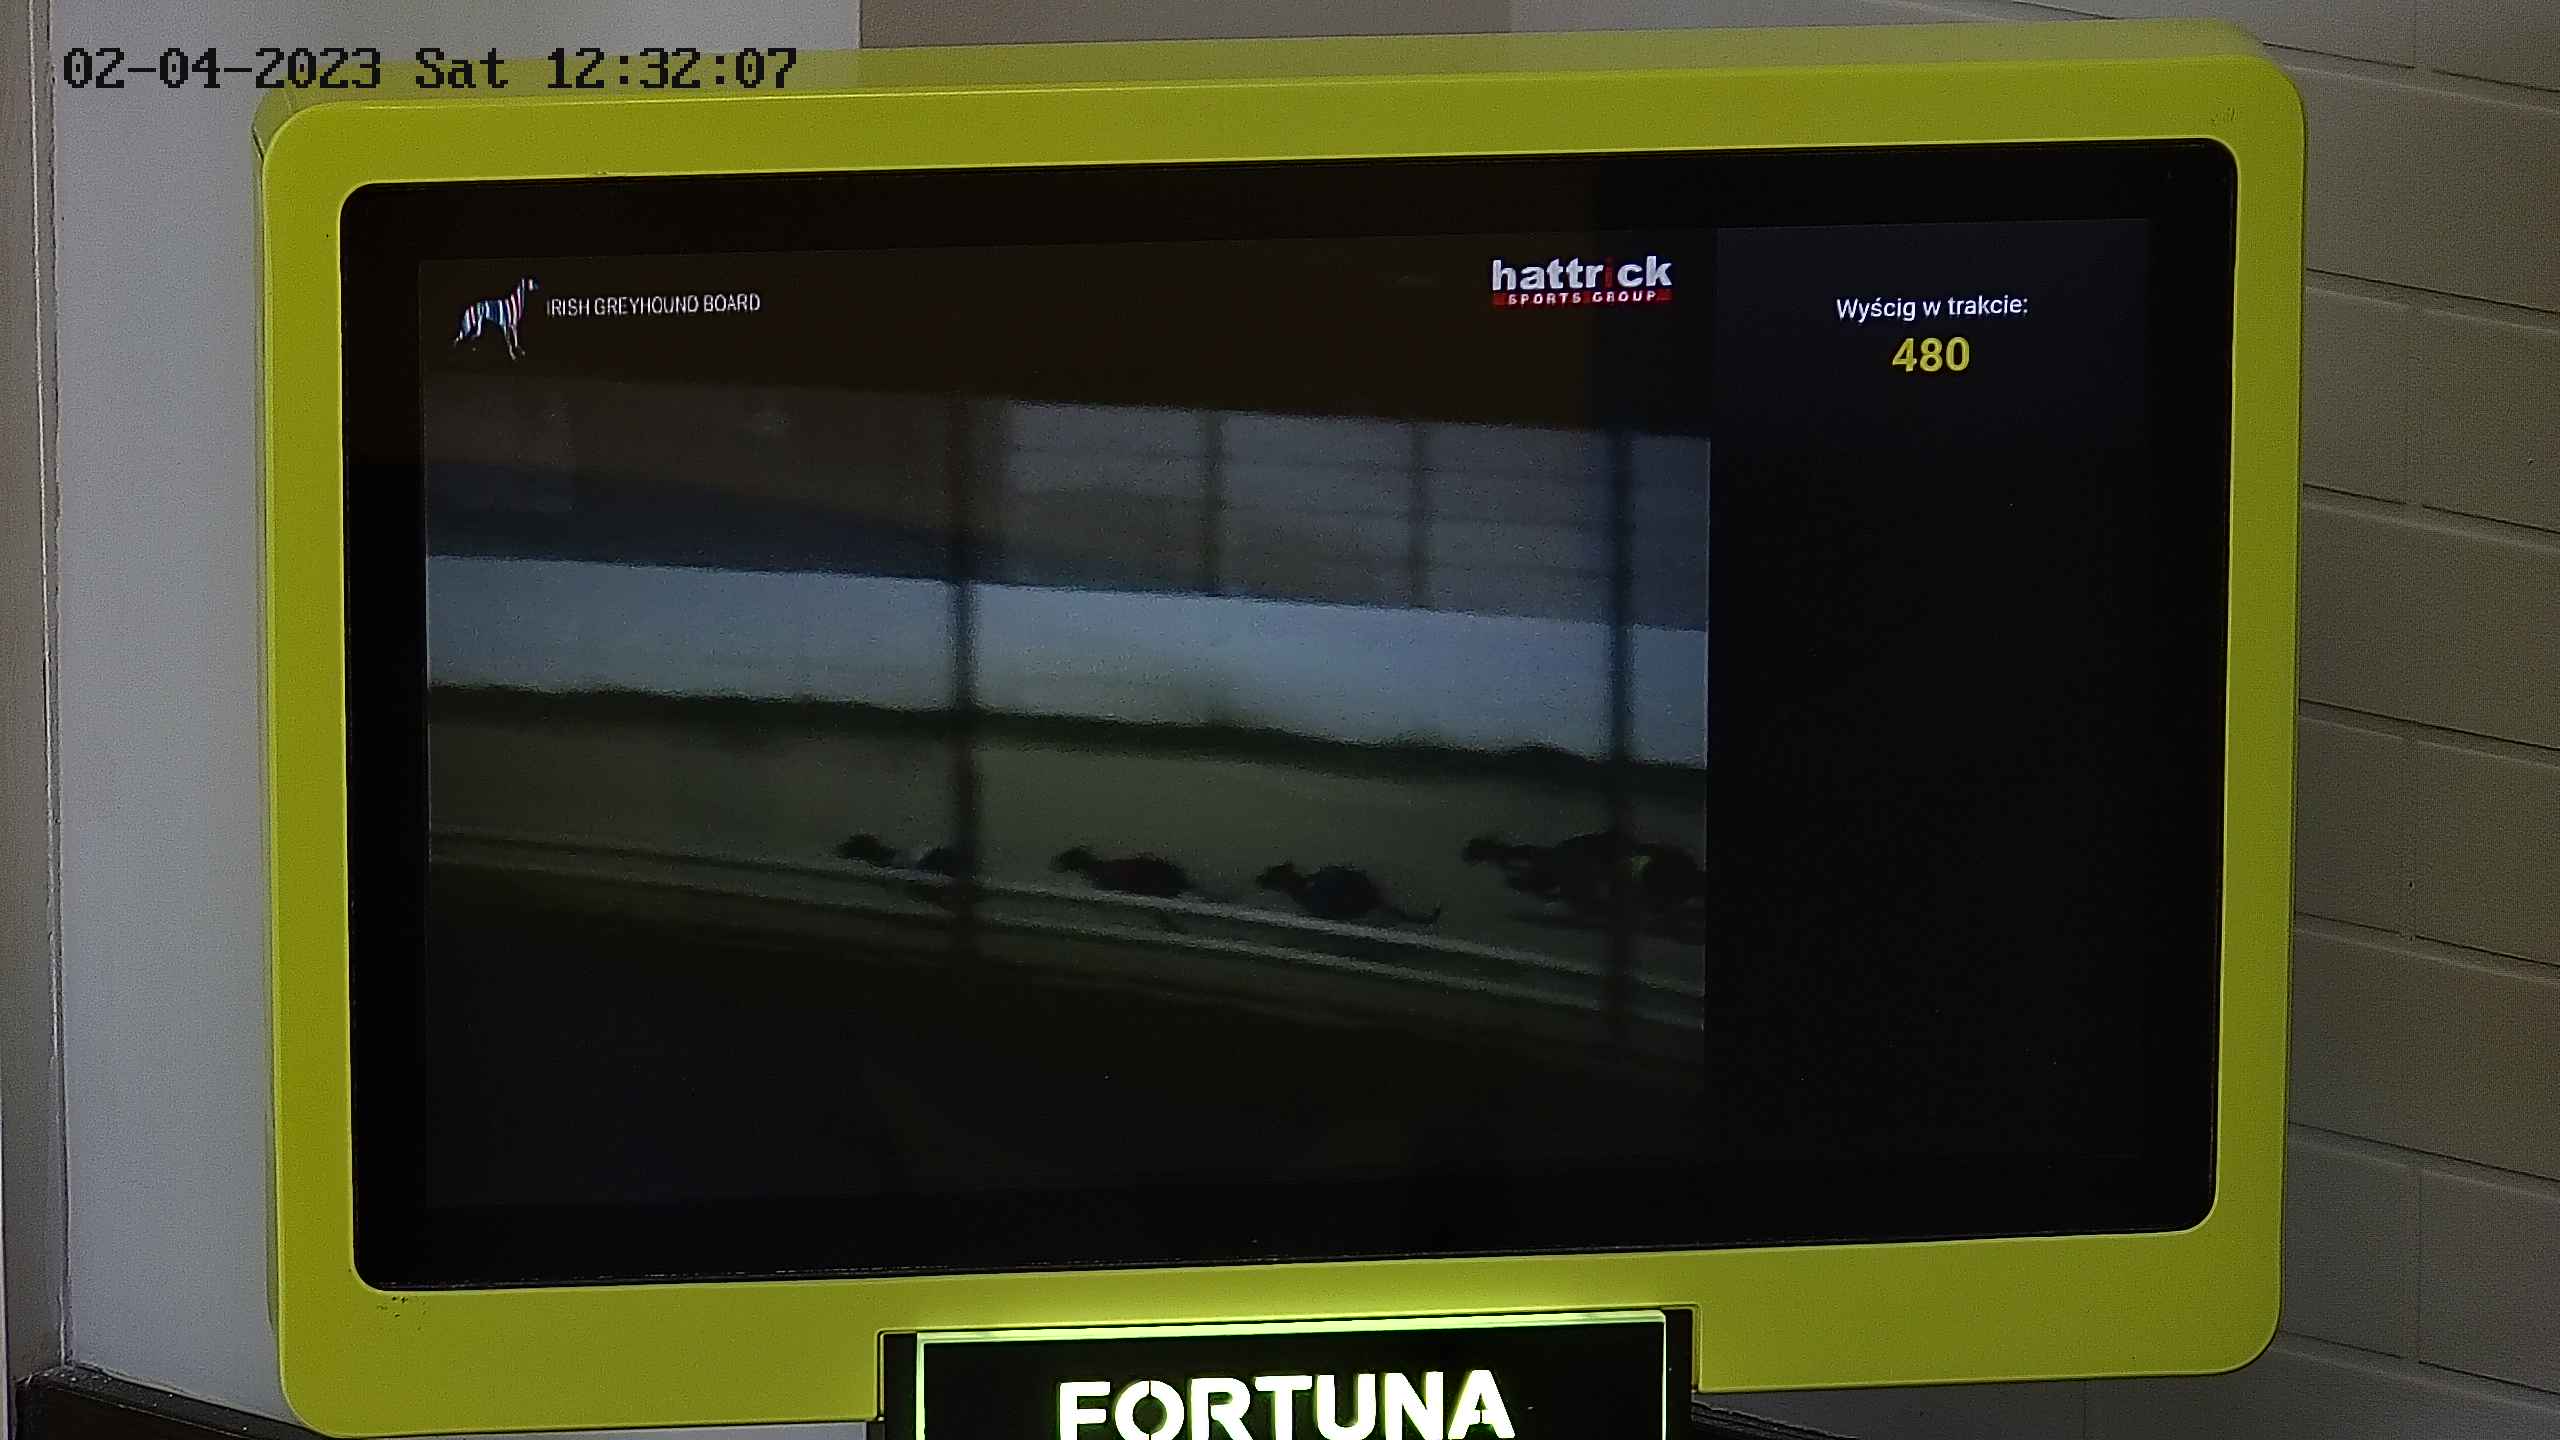 02-04-2023 Sat 12:32:07
IRISH GREYHOUND BOARD
hattrick
SPORTS GROUP
Wyścig w trakcie:
480
FORTUNA